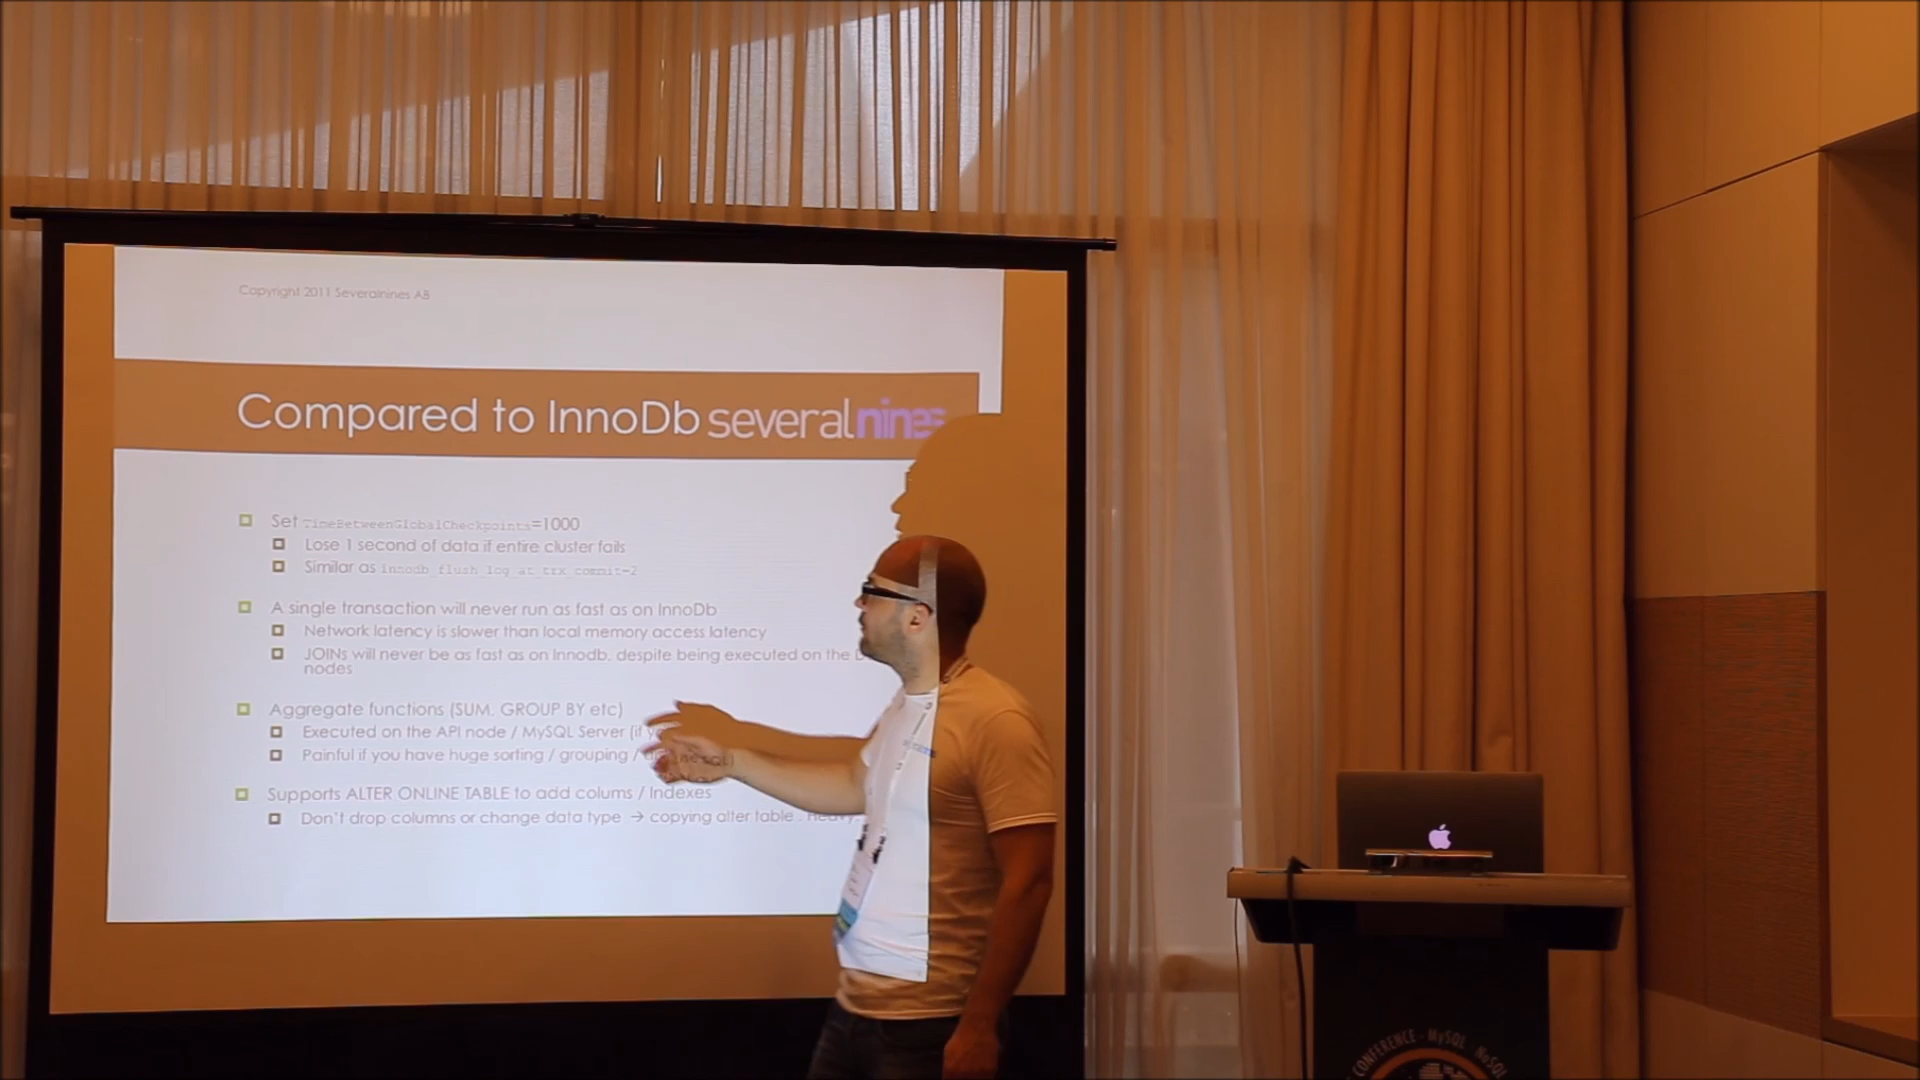 Copyright 2011 Severalnines AB
Compared to InnoDb severalnines
Set TimeBetweenGlobalCheckpoints=1000
Lose 1 second of data if entire cluster fails
Similar as innodb_flush_log_at_trx_commit=2
A single transaction will never run as fast as on InnoDb
Network latency is slower than local memory access latency
JOINs will never be as fast as on Innodb, despite being executed on the
nodes
Aggregate functions (SUM, GROUP BY etc)
Executed on the API node / MySQL Server (if
Painful if you have huge sorting / grouping /
Supports ALTER ONLINE TABLE to add colums / Indexes
Don't drop columns or change data type → copying alter table . Heavy.
CONFERENCE - MySQL - NoSQL